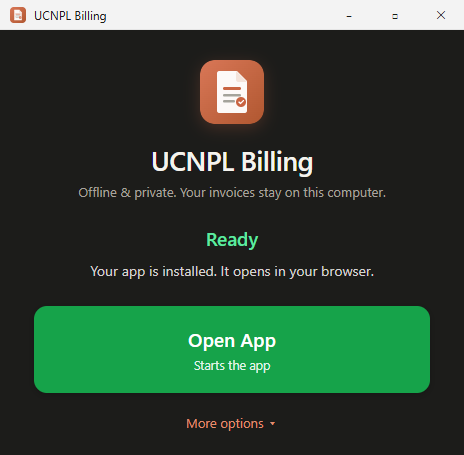 UCNPL Billing
UCNPL Billing
Offline & private. Your invoices stay on this computer.
Ready
Your app is installed. It opens in your browser.
Open App
Starts the app
More options